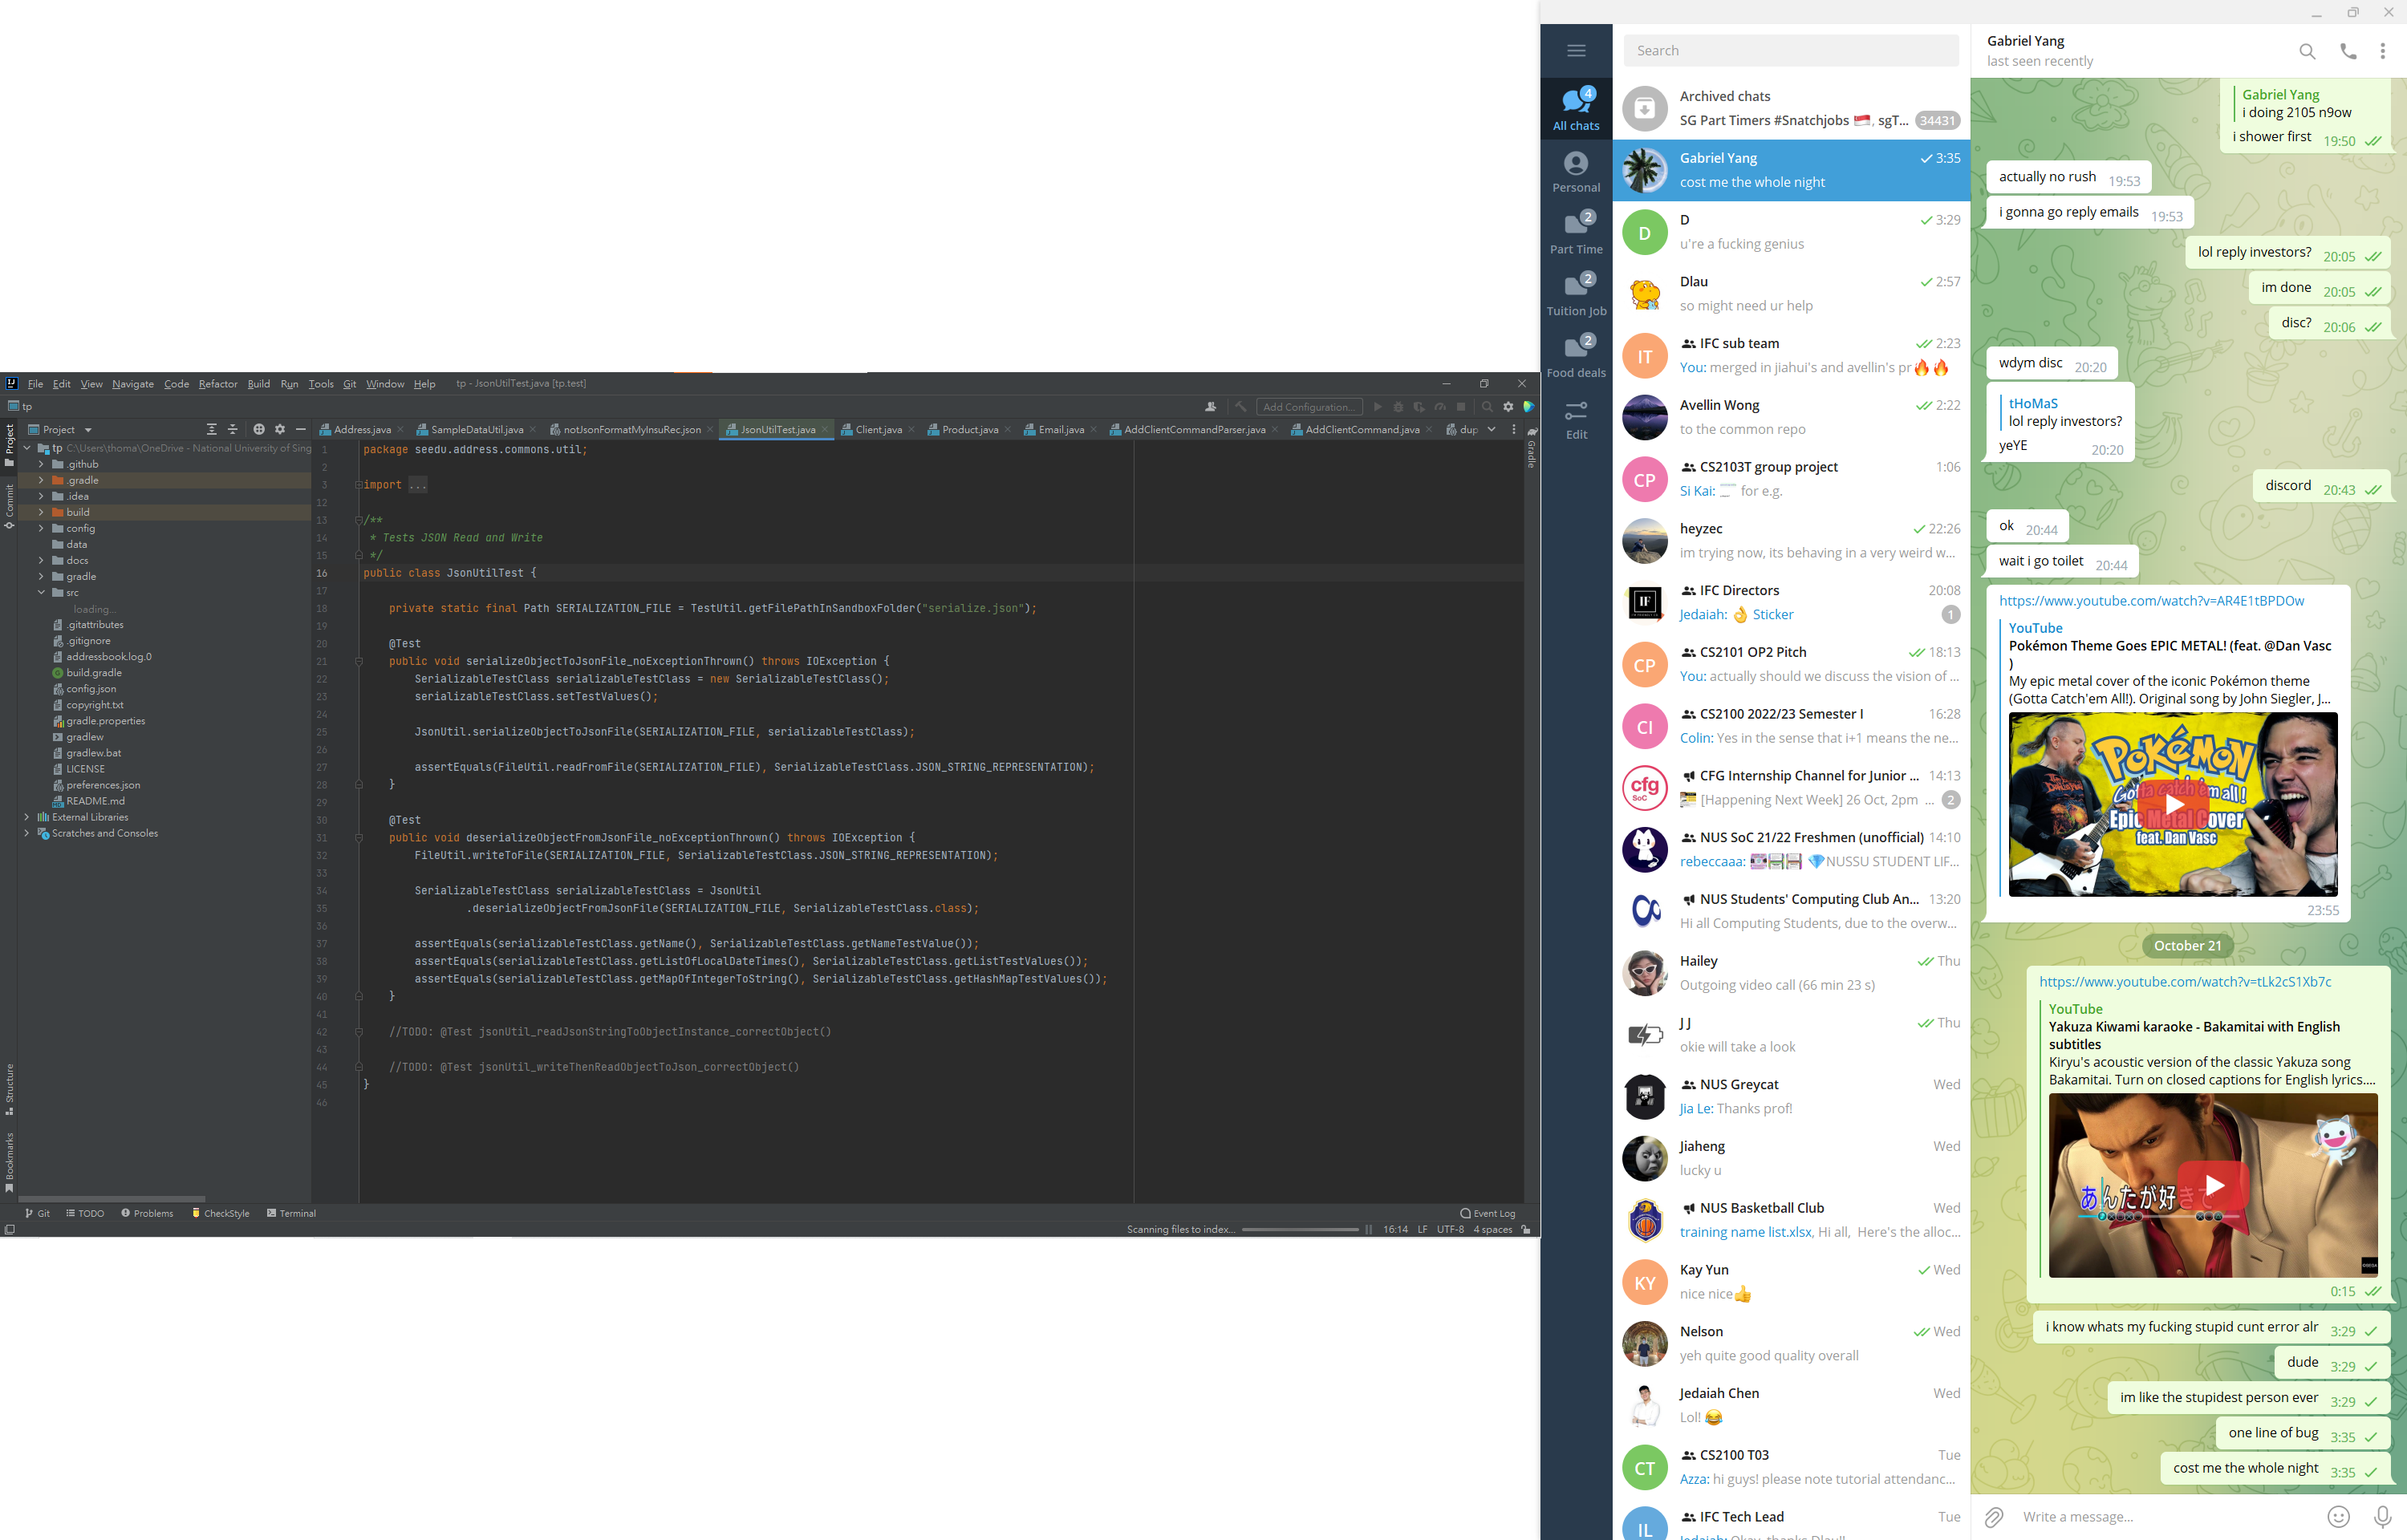 File Edit View Navigate Code Refactor Build Run Tools Git Window Help tp - JsonUtilTest.java [tp.test]
tp
Add Configuration...
Project
Address.java SampleDataUtil.java notJsonFormatMyInsuRec.json JsonUtilTest.java Client.java Product.java Email.java AddClientCommandParser.java AddClientCommand.java dup
Project
Commit
Structure
Bookmarks
Gradle
tp C:\Users\thoma\OneDrive - National University of Sing
.github
.gradle
.idea
build
config
data
docs
gradle
src
loading...
.gitattributes
.gitignore
addressbook.log.0
build.gradle
config.json
copyright.txt
gradle.properties
gradlew
gradlew.bat
LICENSE
preferences.json
README.md
External Libraries
Scratches and Consoles
1 package seedu.address.commons.util;
2
3 import ...
12
13 /**
14 * Tests JSON Read and Write
15 */
16 public class JsonUtilTest {
17
18 private static final Path SERIALIZATION_FILE = TestUtil.getFilePathInSandboxFolder("serialize.json");
19
20 @Test
21 public void serializeObjectToJsonFile_noExceptionThrown() throws IOException {
22 SerializableTestClass serializableTestClass = new SerializableTestClass();
23 serializableTestClass.setTestValues();
24
25 JsonUtil.serializeObjectToJsonFile(SERIALIZATION_FILE, serializableTestClass);
26
27 assertEquals(FileUtil.readFromFile(SERIALIZATION_FILE), SerializableTestClass.JSON_STRING_REPRESENTATION);
28 }
29
30 @Test
31 public void deserializeObjectFromJsonFile_noExceptionThrown() throws IOException {
32 FileUtil.writeToFile(SERIALIZATION_FILE, SerializableTestClass.JSON_STRING_REPRESENTATION);
33
34 SerializableTestClass serializableTestClass = JsonUtil
35 .deserializeObjectFromJsonFile(SERIALIZATION_FILE, SerializableTestClass.class);
36
37 assertEquals(serializableTestClass.getName(), SerializableTestClass.getNameTestValue());
38 assertEquals(serializableTestClass.getListOfLocalDateTimes(), SerializableTestClass.getListTestValues());
39 assertEquals(serializableTestClass.getMapOfIntegerToString(), SerializableTestClass.getHashMapTestValues());
40 }
41
42 //TODO: @Test jsonUtil_readJsonStringToObjectInstance_correctObject()
43
44 //TODO: @Test jsonUtil_writeThenReadObjectToJson_correctObject()
45 }
46
Git TODO Problems CheckStyle Terminal Event Log
Scanning files to index... 16:14 LF UTF-8 4 spaces
4
All chats
Personal
2
Part Time
2
Tuition Job
2
Food deals
Edit
Search
Archived chats
SG Part Timers #Snatchjobs 🇸🇬, sgT... 34431
Gabriel Yang 3:35
cost me the whole night
D D 3:29
u're a fucking genius
Dlau 2:57
so might need ur help
IT IFC sub team 2:23
You: merged in jiahui's and avellin's pr🔥🔥
Avellin Wong 2:22
to the common repo
CP CS2103T group project 1:06
Si Kai: for e.g.
heyzec 22:26
im trying now, its behaving in a very weird w...
IF IFC Directors 20:08
Jedaiah: 👌 Sticker 1
CP CS2101 OP2 Pitch 18:13
You: actually should we discuss the vision of ...
CI CS2100 2022/23 Semester I 16:28
Colin: Yes in the sense that i+1 means the ne...
cfg SoC CFG Internship Channel for Junior ... 14:13
[Happening Next Week] 26 Oct, 2pm ... 2
NUS SoC 21/22 Freshmen (unofficial) 14:10
rebeccaaa: 💎NUSSU STUDENT LIF...
NUS Students' Computing Club An... 13:20
Hi all Computing Students, due to the overw...
Hailey Thu
Outgoing video call (66 min 23 s)
J J Thu
okie will take a look
NUS Greycat Wed
Jia Le: Thanks prof!
Jiaheng Wed
lucky u
NUS Basketball Club Wed
training name list.xlsx, Hi all, Here's the alloc...
KY Kay Yun Wed
nice nice👍
Nelson Wed
yeh quite good quality overall
Jedaiah Chen Wed
Lol! 😂
CT CS2100 T03 Tue
Azza: hi guys! please note tutorial attendanc...
IL IFC Tech Lead Tue
Jedaiah: Okay, thanks Dlau!!
Gabriel Yang
last seen recently
Gabriel Yang
i doing 2105 n9ow
i shower first 19:50
actually no rush 19:53
i gonna go reply emails 19:53
lol reply investors? 20:05
im done 20:05
disc? 20:06
wdym disc 20:20
tHoMaS
lol reply investors?
yeYE 20:20
discord 20:43
ok 20:44
wait i go toilet 20:44
https://www.youtube.com/watch?v=AR4E1tBPDOw
YouTube
Pokémon Theme Goes EPIC METAL! (feat. @Dan Vasc
)
My epic metal cover of the iconic Pokémon theme
(Gotta Catch'em All!). Original song by John Siegler, J...
POKéMON
Gotta catch 'em all!
Epic Metal Cover
feat. Dan Vasc
23:55
October 21
https://www.youtube.com/watch?v=tLk2cS1Xb7c
YouTube
Yakuza Kiwami karaoke - Bakamitai with English
subtitles
Kiryu's acoustic version of the classic Yakuza song
Bakamitai. Turn on closed captions for English lyrics....
あんたが好きで
0:15
i know whats my fucking stupid cunt error alr 3:29
dude 3:29
im like the stupidest person ever 3:29
one line of bug 3:35
cost me the whole night 3:35
Write a message...